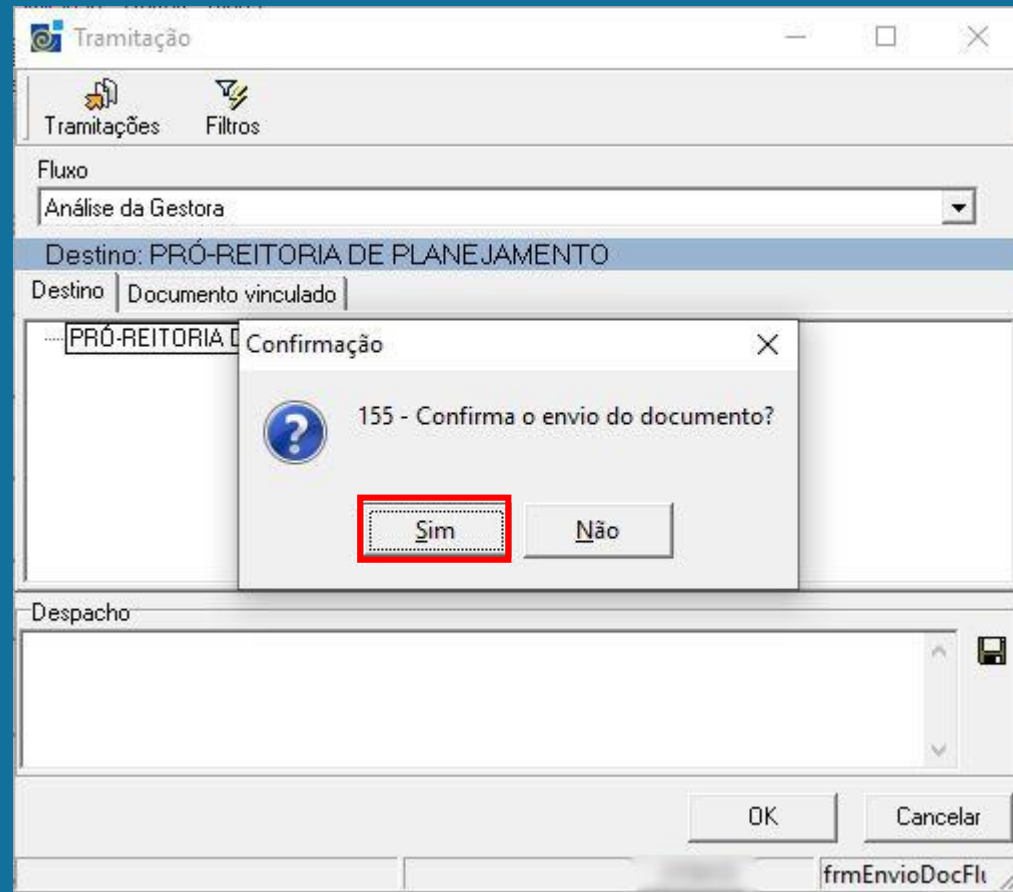 Tramitação
Tramitações Filtros
Fluxo
Análise da Gestora
Destino: PRÓ-REITORIA DE PLANEJAMENTO
Destino Documento vinculado
PRÓ-REITORIA
Confirmação
155 - Confirma o envio do documento?
Sim Não
Despacho
OK Cancelar
frmEnvioDocFlu